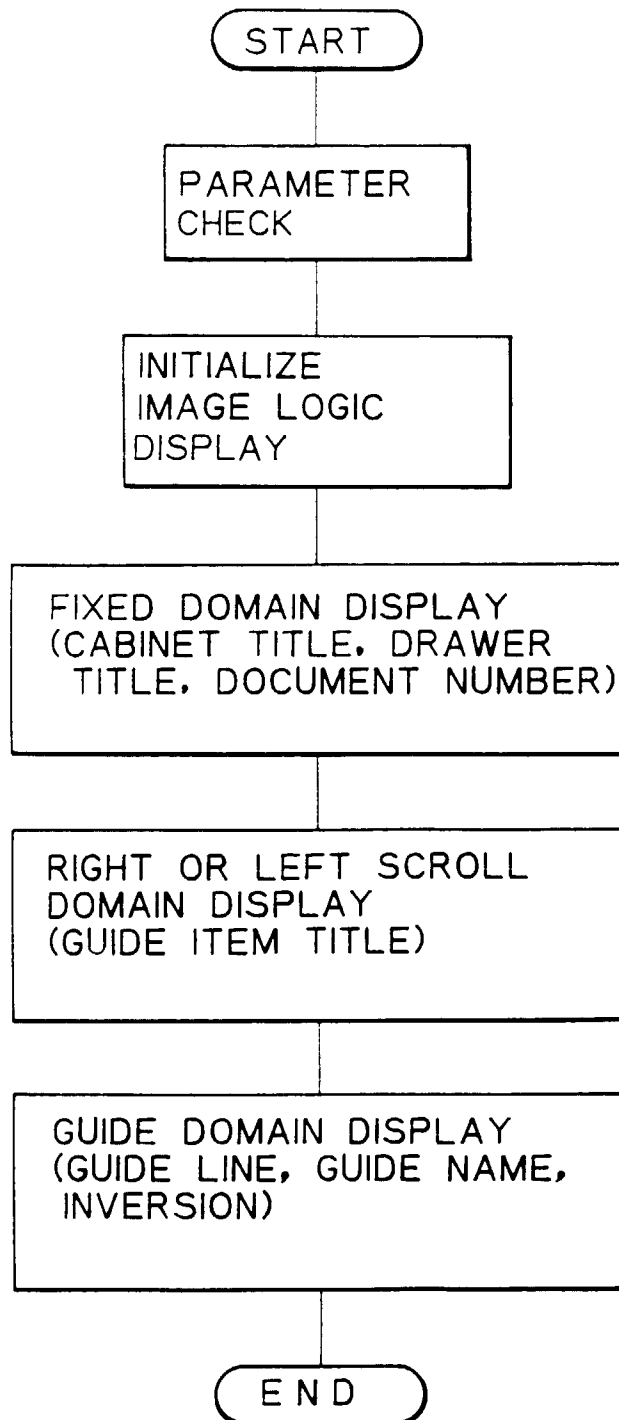 START
PARAMETER
CHECK
INITIALIZE
IMAGE LOGIC
DISPLAY
FIXED DOMAIN DISPLAY
(CABINET TITLE, DRAWER
TITLE, DOCUMENT NUMBER)
RIGHT OR LEFT SCROLL
DOMAIN DISPLAY
(GUIDE ITEM TITLE)
GUIDE DOMAIN DISPLAY
(GUIDE LINE, GUIDE NAME,
INVERSION)
END